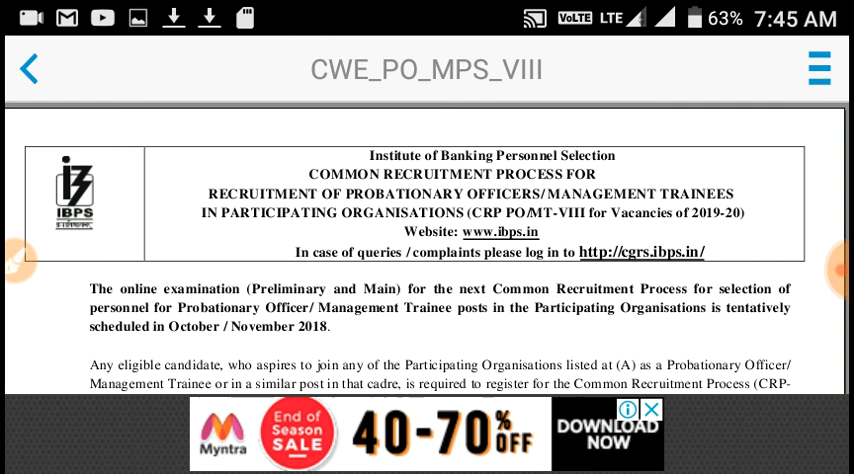 VoLTE LTE 63% 7:45 AM
CWE_PO_MPS_VIII
IBPS
Institute of Banking Personnel Selection
COMMON RECRUITMENT PROCESS FOR
RECRUITMENT OF PROBATIONARY OFFICERS/ MANAGEMENT TRAINEES
IN PARTICIPATING ORGANISATIONS (CRP PO/MT-VIII for Vacancies of 2019-20)
Website: www.ibps.in
In case of queries / complaints please log in to http://cgrs.ibps.in/
The online examination (Preliminary and Main) for the next Common Recruitment Process for selection of
personnel for Probationary Officer/ Management Trainee posts in the Participating Organisations is tentatively
scheduled in October / November 2018.
Any eligible candidate, who aspires to join any of the Participating Organisations listed at (A) as a Probationary Officer/
Management Trainee or in a similar post in that cadre, is required to register for the Common Recruitment Process (CRP-
Myntra
End of
Season
SALE
40-70% OFF
DOWNLOAD
NOW